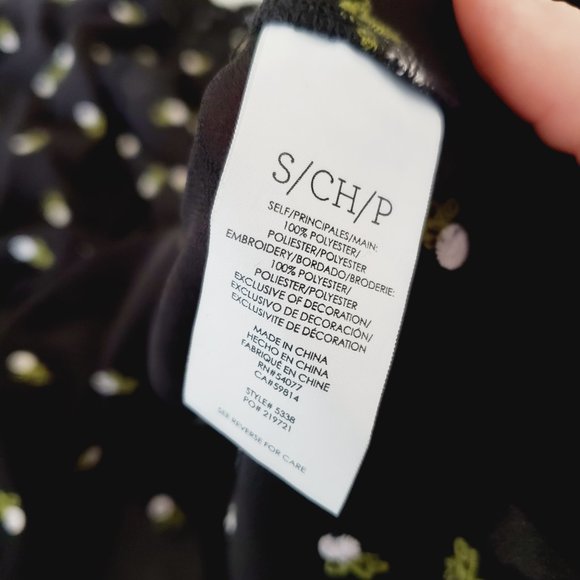 S/CH/P
SELF/PRINCIPALES/MAIN:
100% POLYESTER/
POLIESTER/POLYESTER
EMBROIDERY/BORDADO/BRODERIE:
100% POLYESTER/
POLIESTER/POLYESTER
EXCLUSIVE OF DECORATION/
EXCLUSIVO DE DECORACIÓN/
EXCLUSIVITE DE DÉCORATION
MADE IN CHINA
HECHO EN CHINA
FABRIQUÉ EN CHINE
RN#54077
CA#59814
STYLE# 5338
PO# 219721
SEE REVERSE FOR CARE